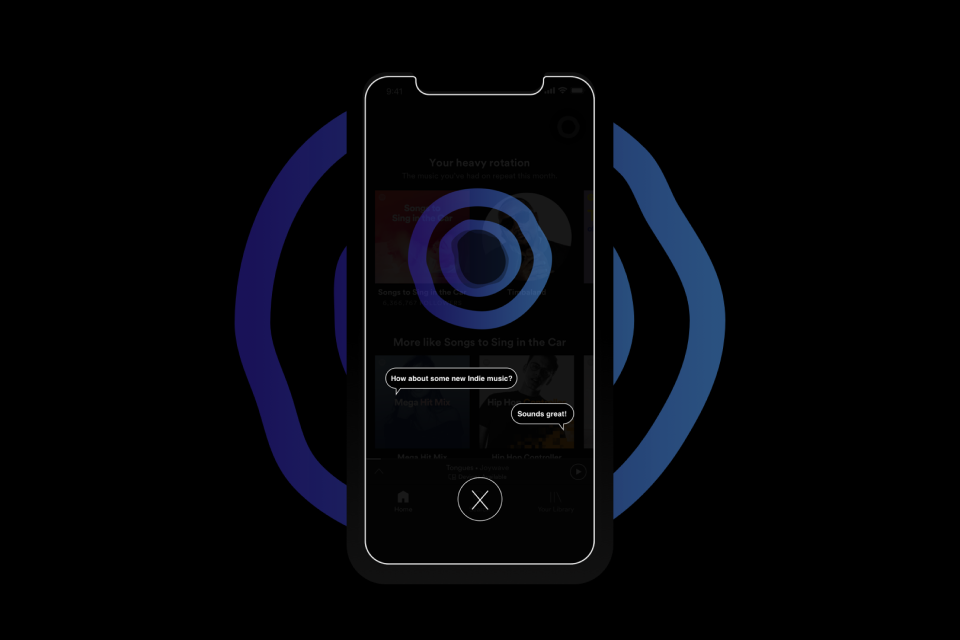 9:41
Your heavy rotation
The music you've had on repeat this month.
Songs to
Sing in the Car
Songs to Sing in the Car
More like Songs to Sing in the Car
How about some new Indie music?
Mega Hit Mix
Hip Hop
Sounds great!
Mega Hit Mix
Hip Hop Controller
Home